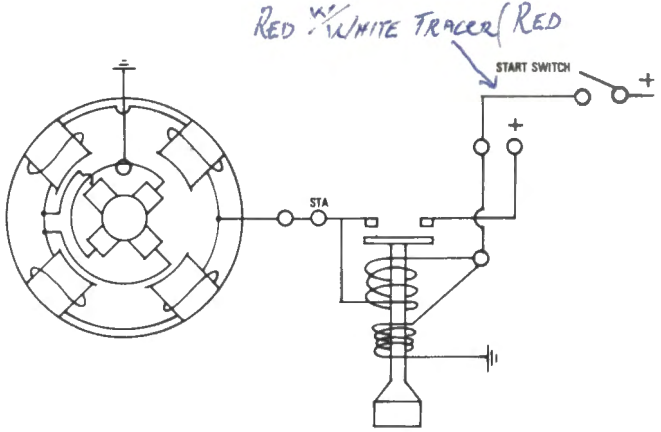 RED W/ WHITE TRACER (RED
START SWITCH
+
+
STA